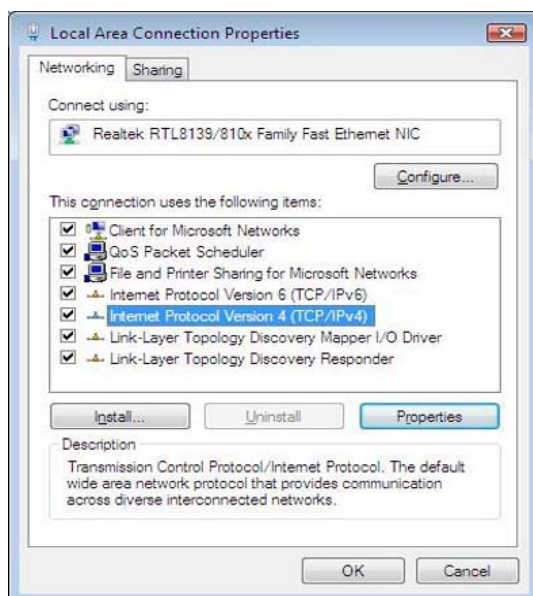 Local Area Connection Properties
Networking
Sharing
Connect using:
Realtek RTL8139/810x Family Fast Ethernet NIC
Configure...
This connection uses the following items:
Client for Microsoft Networks
QoS Packet Scheduler
File and Printer Sharing for Microsoft Networks
Internet Protocol Version 6 (TCP/IPv6)
Internet Protocol Version 4 (TCP/IPv4)
Link-Layer Topology Discovery Mapper I/O Driver
Link-Layer Topology Discovery Responder
Install...
Uninstall
Properties
Description
Transmission Control Protocol/Internet Protocol. The default
wide area network protocol that provides communication
across diverse interconnected networks.
OK
Cancel